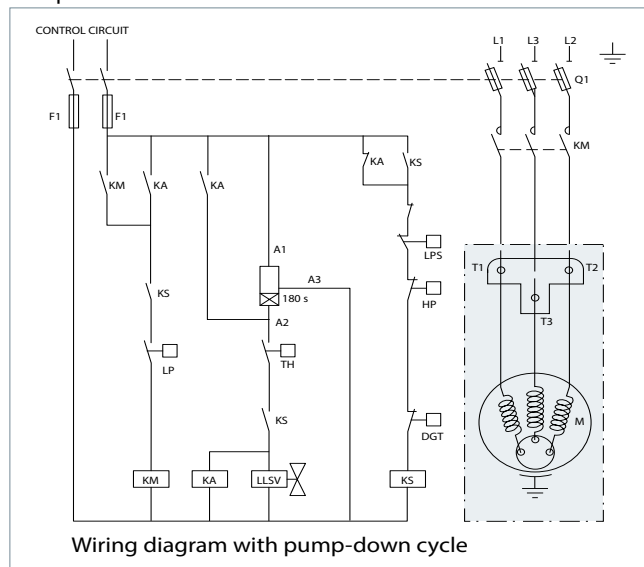 CONTROL CIRCUIT
L1 L3 L2
Q1
F1 F1
KM
KA KS
KM KA KA
LPS
A1
T1 T2
A3
HP
180 s
T3
KS
A2
LP TH
KS
M
DGT
KM KA LLSV KS
Wiring diagram with pump-down cycle